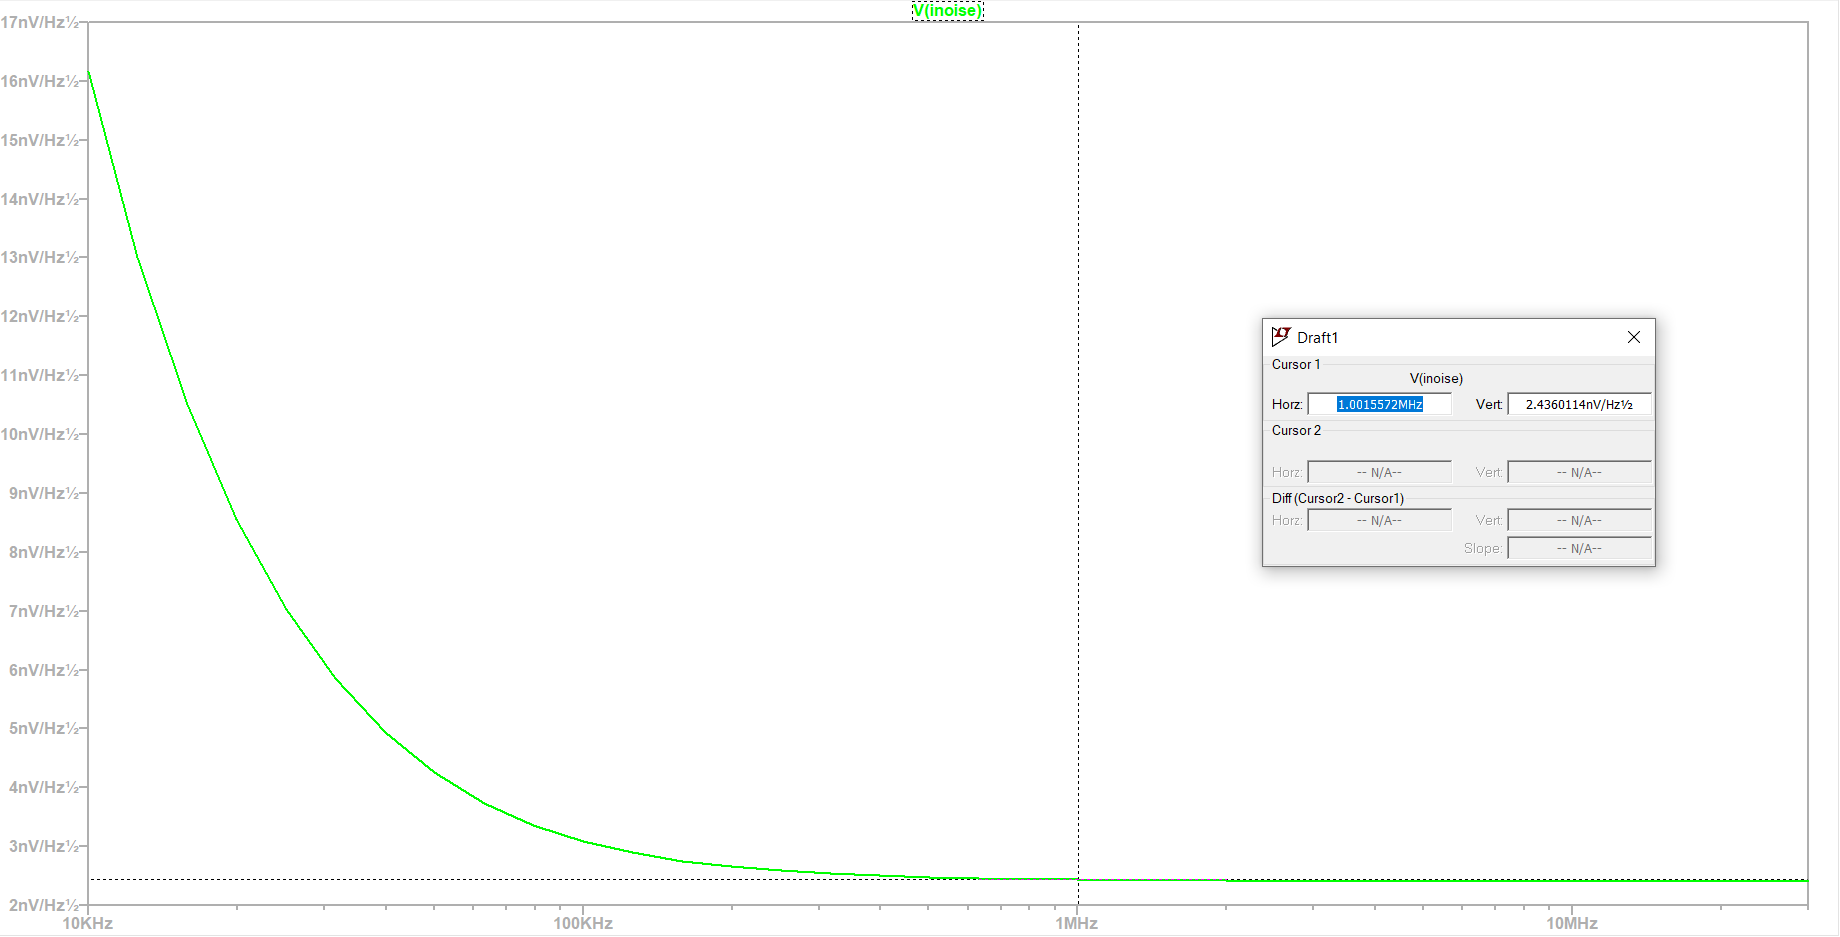 V(inoise)
17nV/Hz½
16nV/Hz½
15nV/Hz½
14nV/Hz½
13nV/Hz½
12nV/Hz½
11nV/Hz½
10nV/Hz½
9nV/Hz½
8nV/Hz½
7nV/Hz½
6nV/Hz½
5nV/Hz½
4nV/Hz½
3nV/Hz½
2nV/Hz½
10KHz 100KHz 1MHz 10MHz
Draft1
Cursor 1
V(inoise)
Horz: 1.0015572MHz Vert: 2.4360114nV/Hz½
Cursor 2
Horz: -- N/A-- Vert: -- N/A--
Diff (Cursor2 - Cursor1)
Horz: -- N/A-- Vert: -- N/A--
Slope: -- N/A--